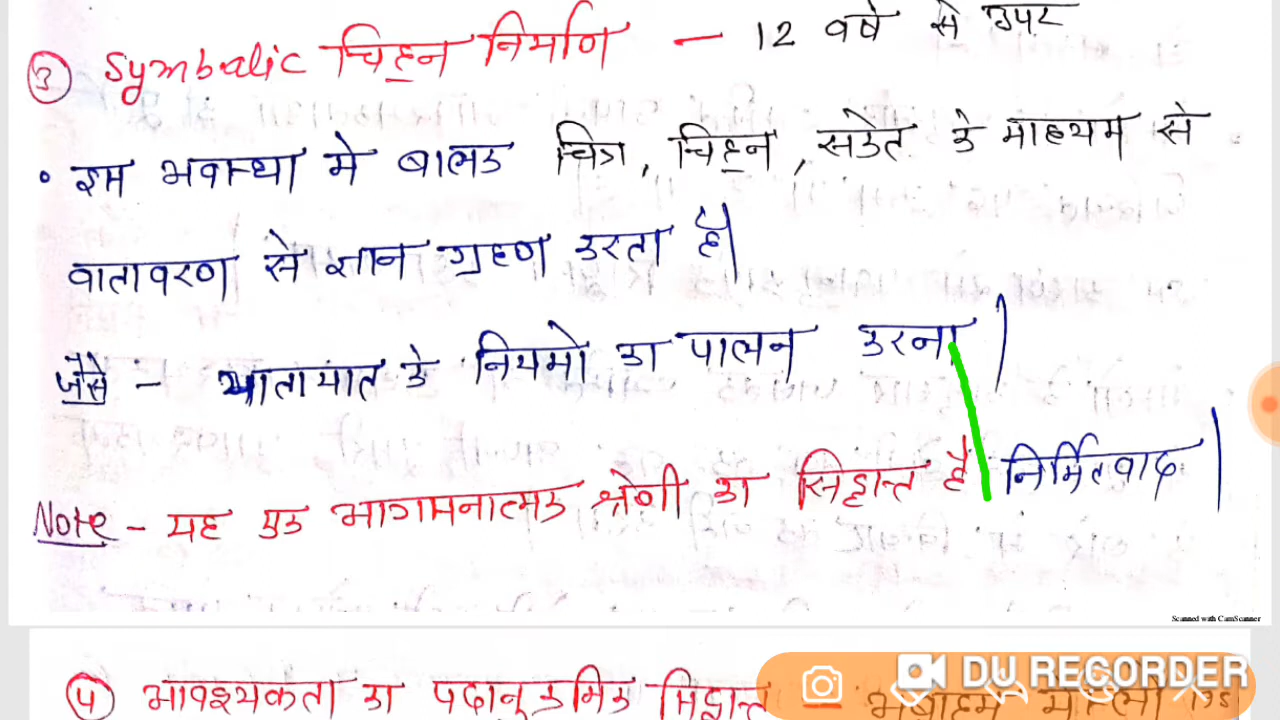 ③ Symbolic चिह्न निर्माण — 12 वर्ष से उपर
• इस अवस्था मे बालक चित्र, चिह्न, संकेत के माध्यम से
वातावरण से ज्ञान ग्रहण करता है।
जैसे - यातायात के नियमो का पालन करना।
Note - यह एक आगमनात्मक श्रेणी का सिद्धान्त है निर्मितवाद।
Scanned with CamScanner
④ आवश्यकता का पदानुक्रमिक सिद्धान्त
DU RECORDER